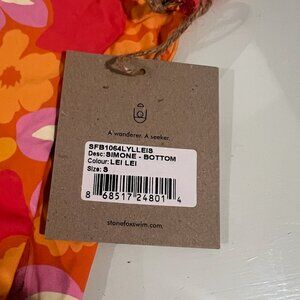 A wanderer. A seeker.
SFB1064LYLLEIS
Desc: SIMONE - BOTTOM
Colour: LEI LEI
Size: S
8 68517 24801 4
stonefoxswim.com